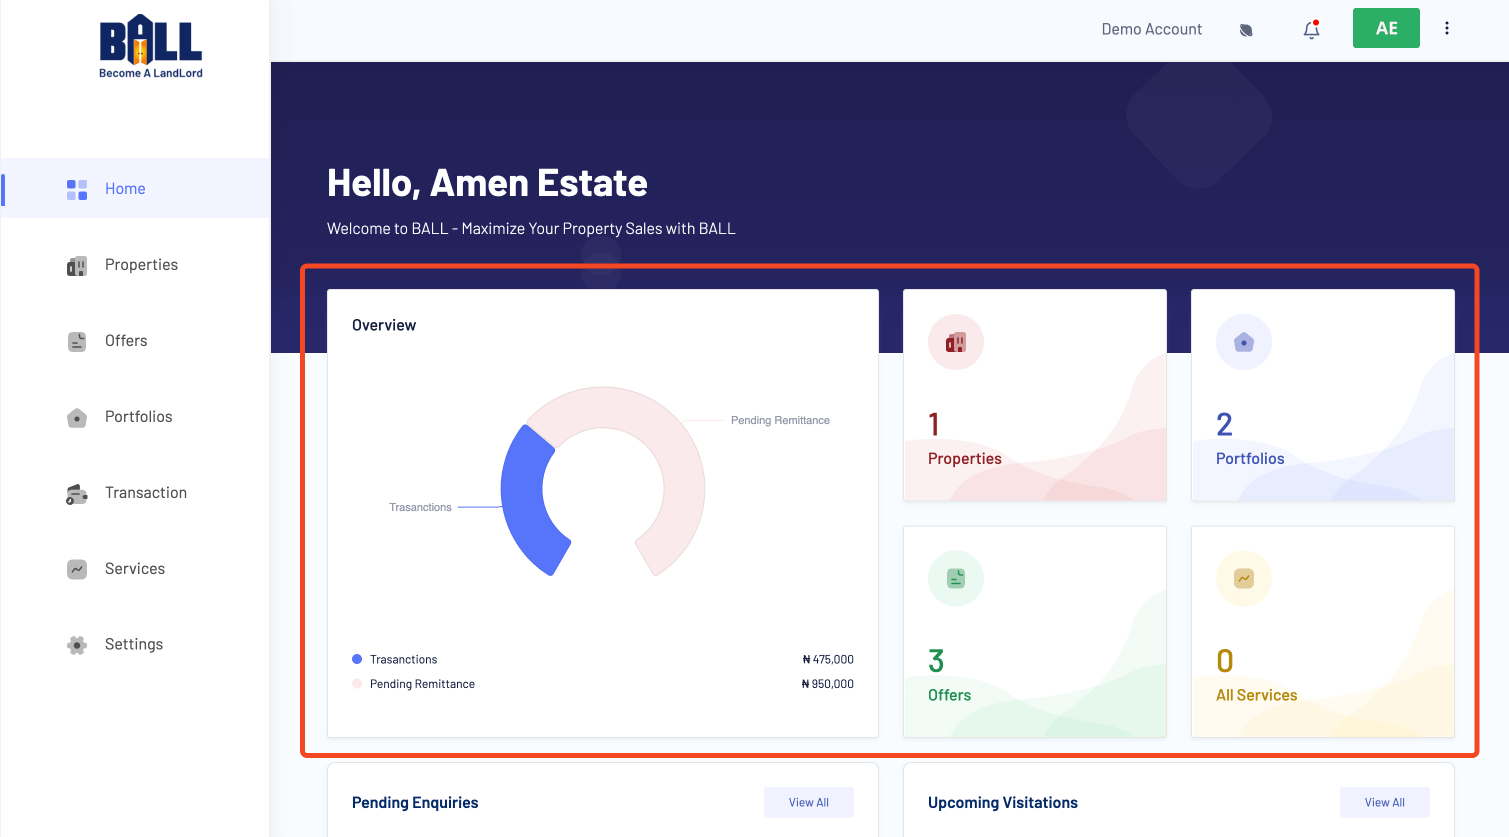 BALL
Become A LandLord
Demo Account
AE
Home
Properties
Offers
Portfolios
Transaction
Services
Settings
Hello, Amen Estate
Welcome to BALL - Maximize Your Property Sales with BALL
Overview
Pending Remittance
Trasanctions
Trasanctions ₦ 475,000
Pending Remittance ₦ 950,000
1
Properties
2
Portfolios
3
Offers
0
All Services
Pending Enquiries
View All
Upcoming Visitations
View All